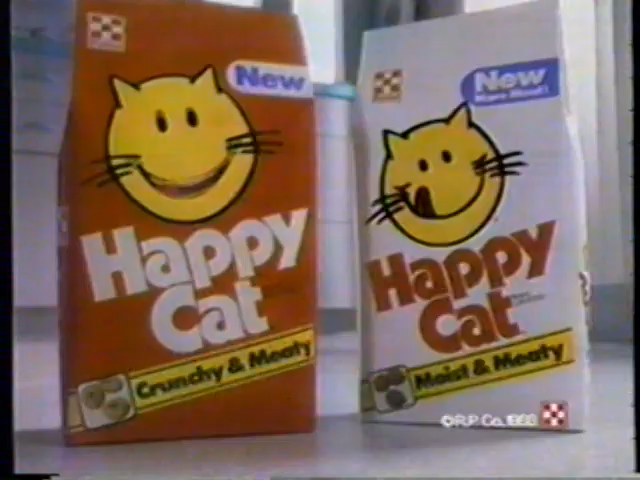 New
Happy
Cat
Crunchy & Meaty
New
Happy
Cat
Moist & Meaty
©R.P. Co. 1988